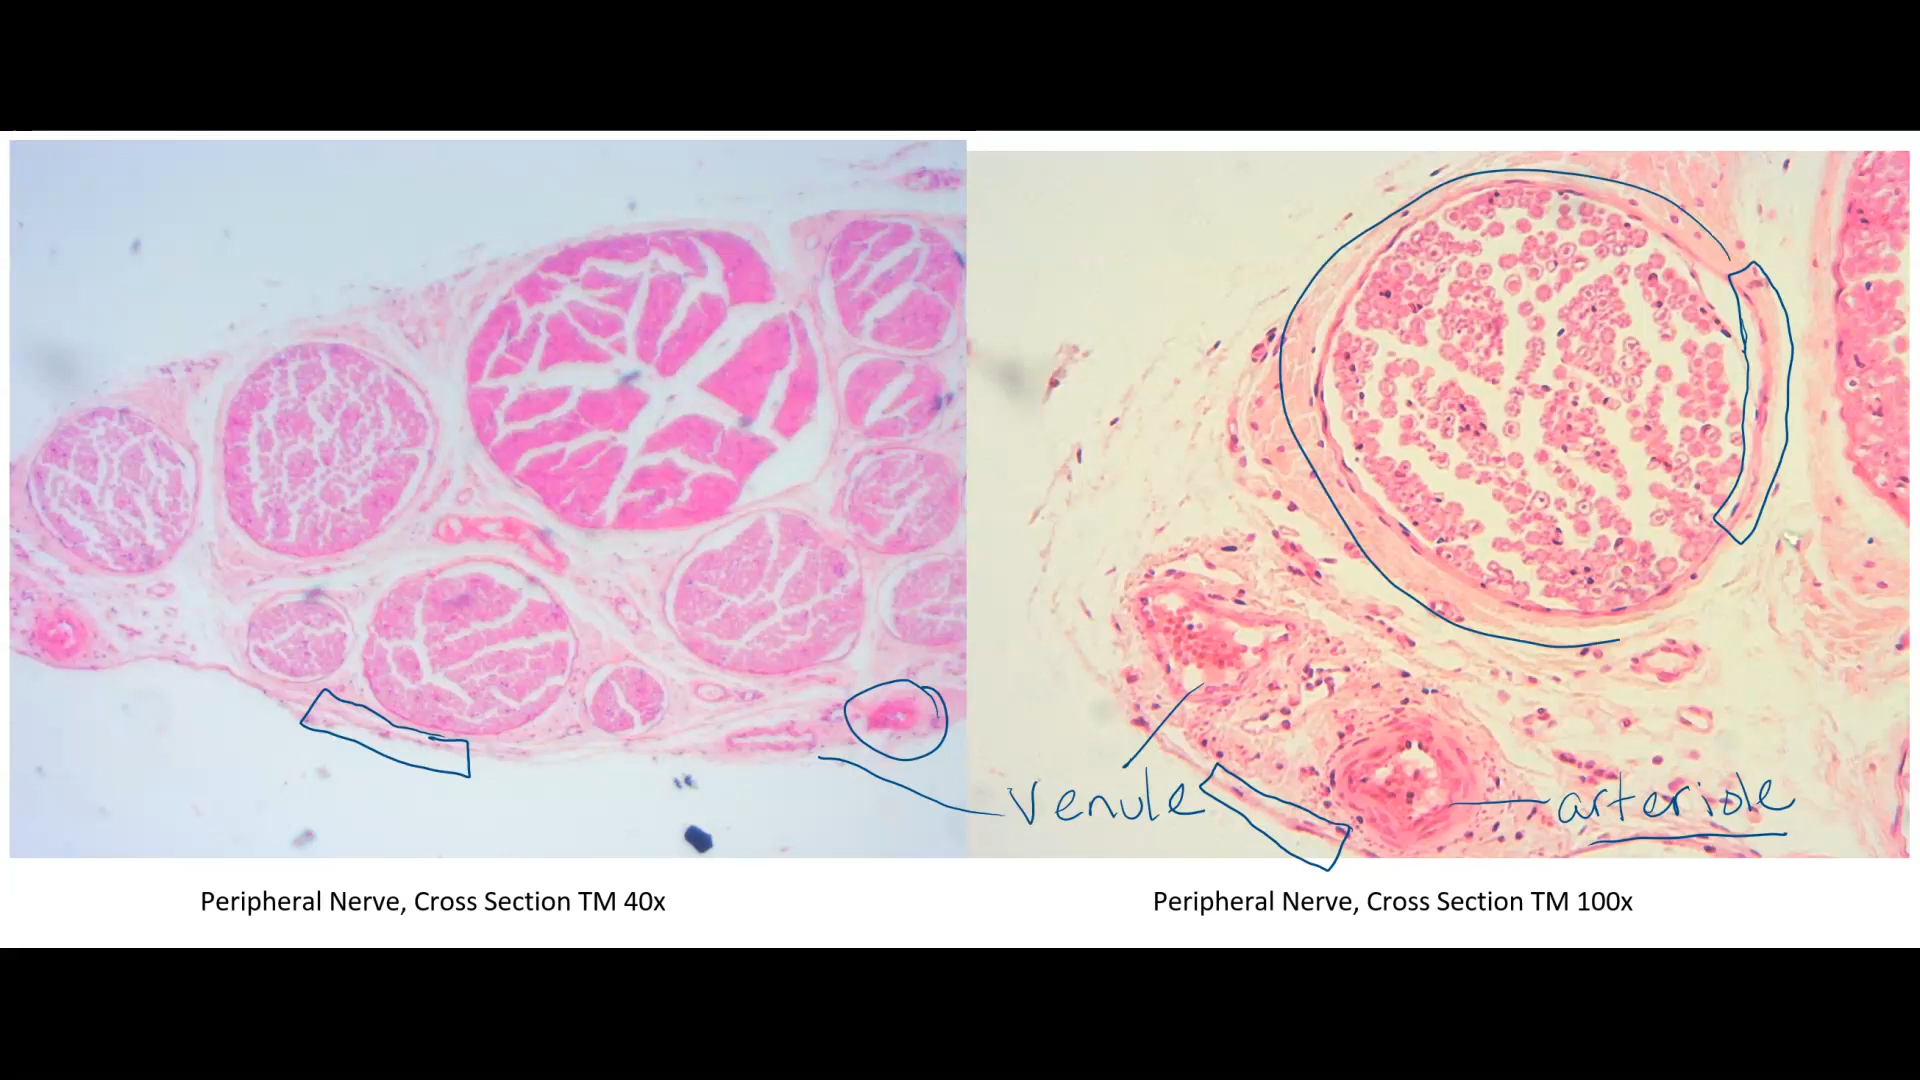 venule
arteriole
Peripheral Nerve, Cross Section TM 40x
Peripheral Nerve, Cross Section TM 100x